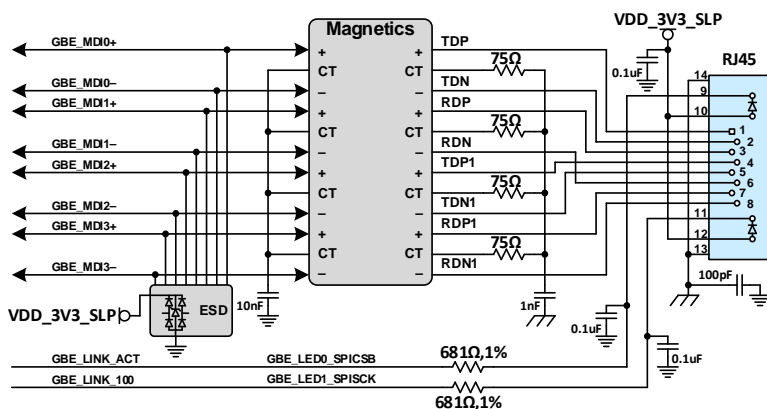 VDD_3V3_SLP
Magnetics
RJ45
GBE_MDI0+
+
+
TDP
75Ω
0.1uF
14
CT
CT
9
GBE_MDI0–
–
–
TDN
GBE_MDI1+
+
+
RDP
75Ω
10
CT
CT
1
GBE_MDI1–
–
–
RDN
2
3
GBE_MDI2+
+
+
TDP1
75Ω
4
5
CT
CT
6
GBE_MDI2–
–
–
TDN1
7
GBE_MDI3+
+
+
RDP1
75Ω
8
11
CT
CT
12
GBE_MDI3–
–
–
RDN1
13
100pF
VDD_3V3_SLP
ESD
10nF
1nF
0.1uF
GBE_LINK_ACT
GBE_LED0_SPICSB
681Ω,1%
0.1uF
GBE_LINK_100
GBE_LED1_SPISCK
681Ω,1%